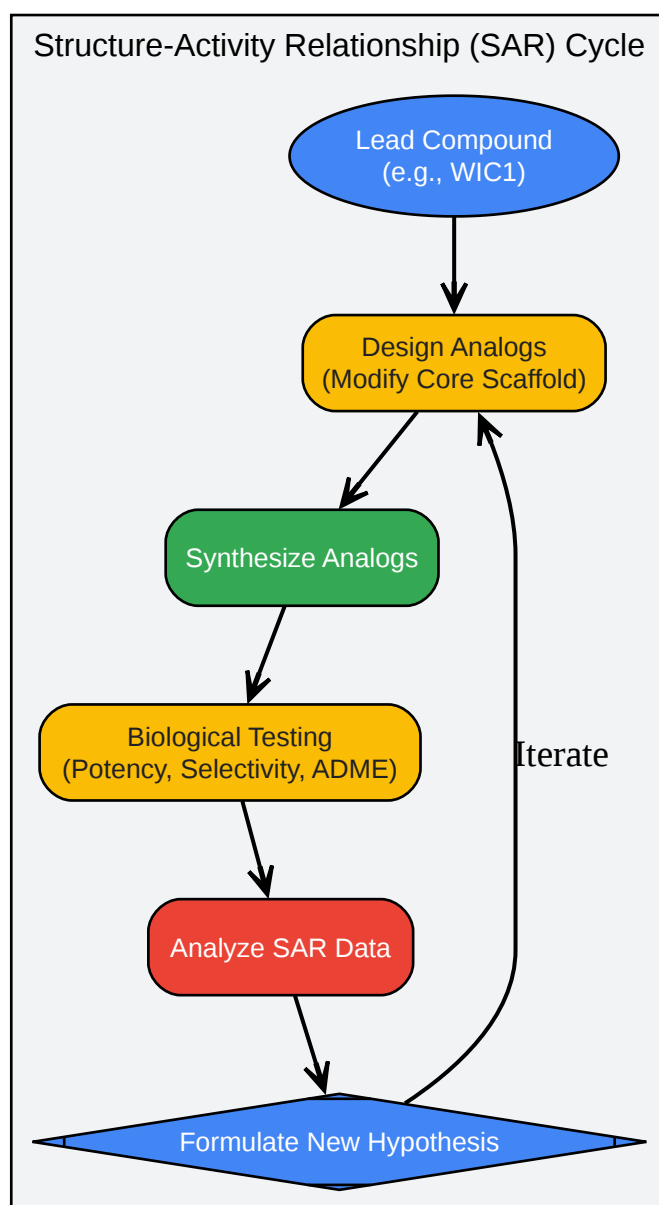 Structure-Activity Relationship (SAR) Cycle
Lead Compound
(e.g., WIC1)
Design Analogs
(Modify Core Scaffold)
Synthesize Analogs
Biological Testing
(Potency, Selectivity, ADME)
Iterate
Analyze SAR Data
Formulate New Hypothesis